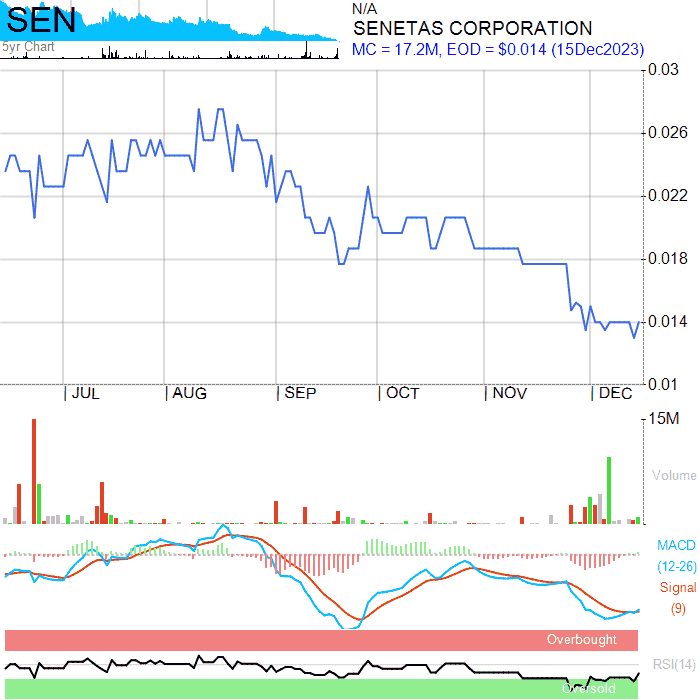 SEN
5yr Chart
N/A
SENETAS CORPORATION
MC = 17.2M, EOD = $0.014 (15Dec2023)
0.03
0.026
0.022
0.018
0.014
0.01
JUL
AUG
SEP
OCT
NOV
DEC
15M
Volume
MACD
(12-26)
Signal
(9)
Overbought
RSI(14)
Oversold